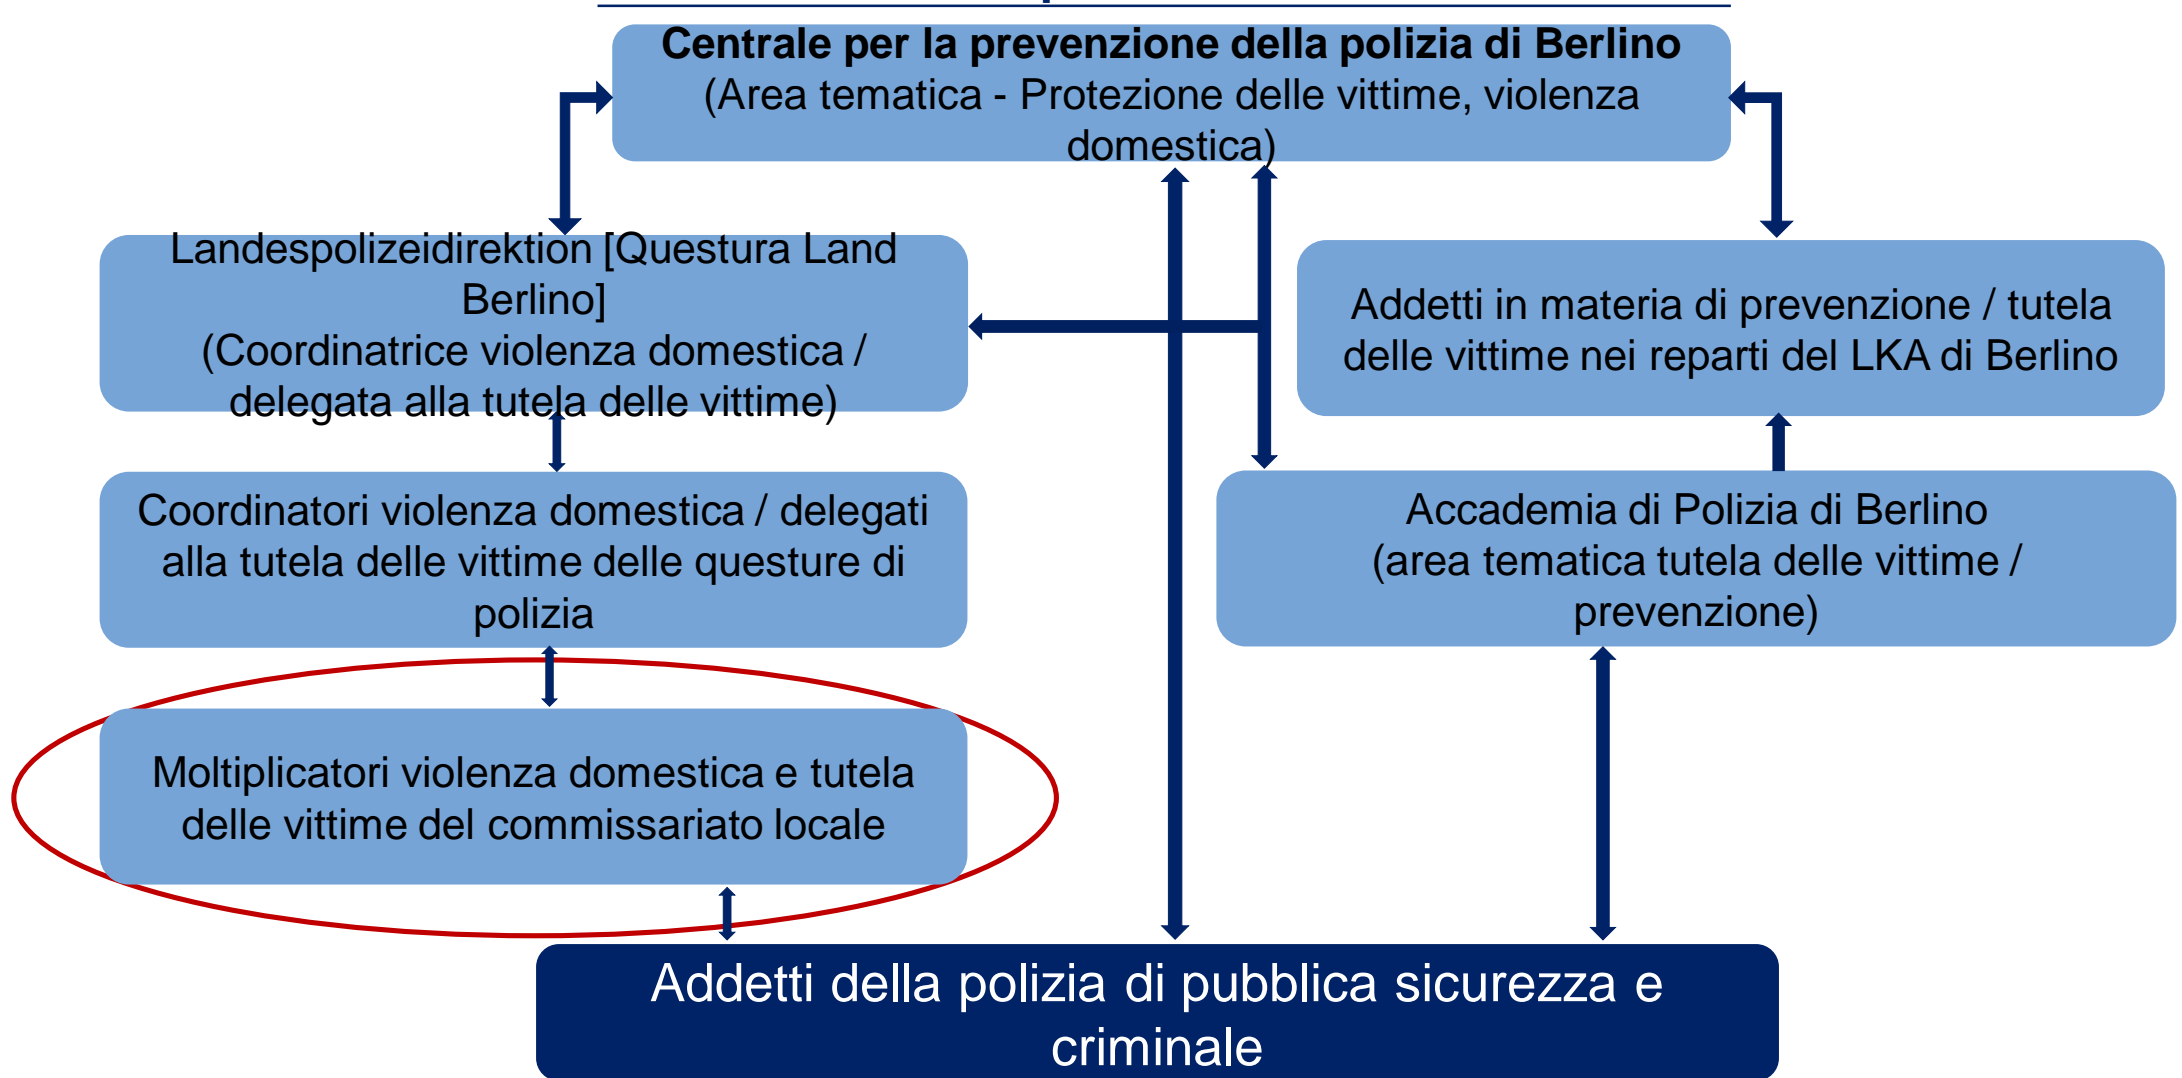 Centrale per la prevenzione della polizia di Berlino
(Area tematica - Protezione delle vittime, violenza
domestica)
Landespolizeidirektion [Questura Land
Berlino]
(Coordinatrice violenza domestica /
delegata alla tutela delle vittime)
Addetti in materia di prevenzione / tutela
delle vittime nei reparti del LKA di Berlino
Coordinatori violenza domestica / delegati
alla tutela delle vittime delle questure di
polizia
Accademia di Polizia di Berlino
(area tematica tutela delle vittime /
prevenzione)
Moltiplicatori violenza domestica e tutela
delle vittime del commissariato locale
Addetti della polizia di pubblica sicurezza e
criminale